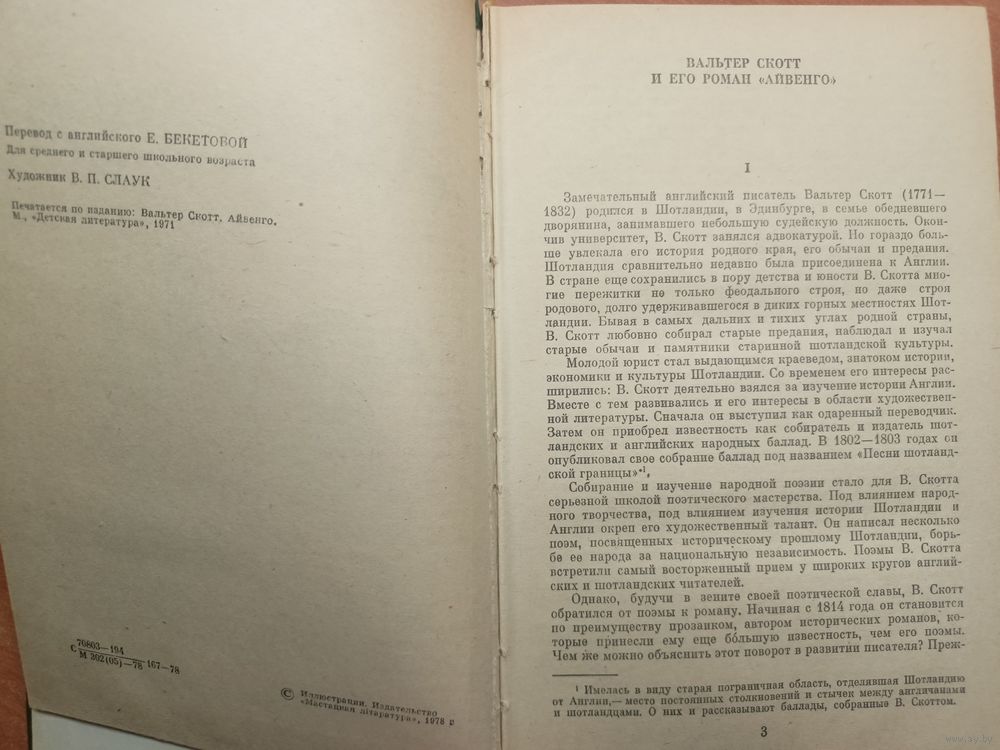 Перевод с английского Е. БЕКЕТОВОЙ
Для среднего и старшего школьного возраста
Художник В. П. СЛАУК
Печатается по изданию: Вальтер Скотт. Айвенго.
М., «Детская литература», 1971
70803—194
С ——— 167—78
М 302(05)—78
© Иллюстрации. Издательство
«Мастацкая літаратура», 1978 г
ВАЛЬТЕР СКОТТ
И ЕГО РОМАН «АЙВЕНГО»
I
Замечательный английский писатель Вальтер Скотт (1771—
1832) родился в Шотландии, в Эдинбурге, в семье обедневшего
дворянина, занимавшего небольшую судейскую должность. Окон-
чив университет, В. Скотт занялся адвокатурой. Но гораздо боль-
ше увлекала его история родного края, его обычаи и предания.
Шотландия сравнительно недавно была присоединена к Англии.
В стране еще сохранились в пору детства и юности В. Скотта мно-
гие пережитки не только феодального строя, но даже строя
родового, долго удерживавшегося в диких горных местностях Шот-
ландии. Бывая в самых дальних и тихих углах родной страны,
В. Скотт любовно собирал старые предания, наблюдал и изучал
старые обычаи и памятники старинной шотландской культуры.
Молодой юрист стал выдающимся краеведом, знатоком истории,
экономики и культуры Шотландии. Со временем его интересы рас-
ширились: В. Скотт деятельно взялся за изучение истории Англии.
Вместе с тем развивались и его интересы в области художествен-
ной литературы. Сначала он выступил как одаренный переводчик.
Затем он приобрел известность как собиратель и издатель шот-
ландских и английских народных баллад. В 1802—1803 годах он
опубликовал свое собрание баллад под названием «Песни шотланд-
ской границы»¹.
Собирание и изучение народной поэзии стало для В. Скотта
серьезной школой поэтического мастерства. Под влиянием народ-
ного творчества, под влиянием изучения истории Шотландии и
Англии окреп его художественный талант. Он написал несколько
поэм, посвященных историческому прошлому Шотландии, борь-
бе ее народа за национальную независимость. Поэмы В. Скотта
встретили самый восторженный прием у широких кругов англий-
ских и шотландских читателей.
Однако, будучи в зените своей поэтической славы, В. Скотт
обратился от поэмы к роману. Начиная с 1814 года он становится
по преимуществу прозаиком, автором исторических романов, ко-
торые принесли ему еще бо́льшую известность, чем его поэмы.
Чем же можно объяснить этот поворот в развитии писателя? Преж-
¹ Имелась в виду старая пограничная область, отделявшая Шотландию
от Англии,— место постоянных столкновений и стычек между англичанами
и шотландцами. О них и рассказывают баллады, собранные В. Скоттом.
3
www.ay.by